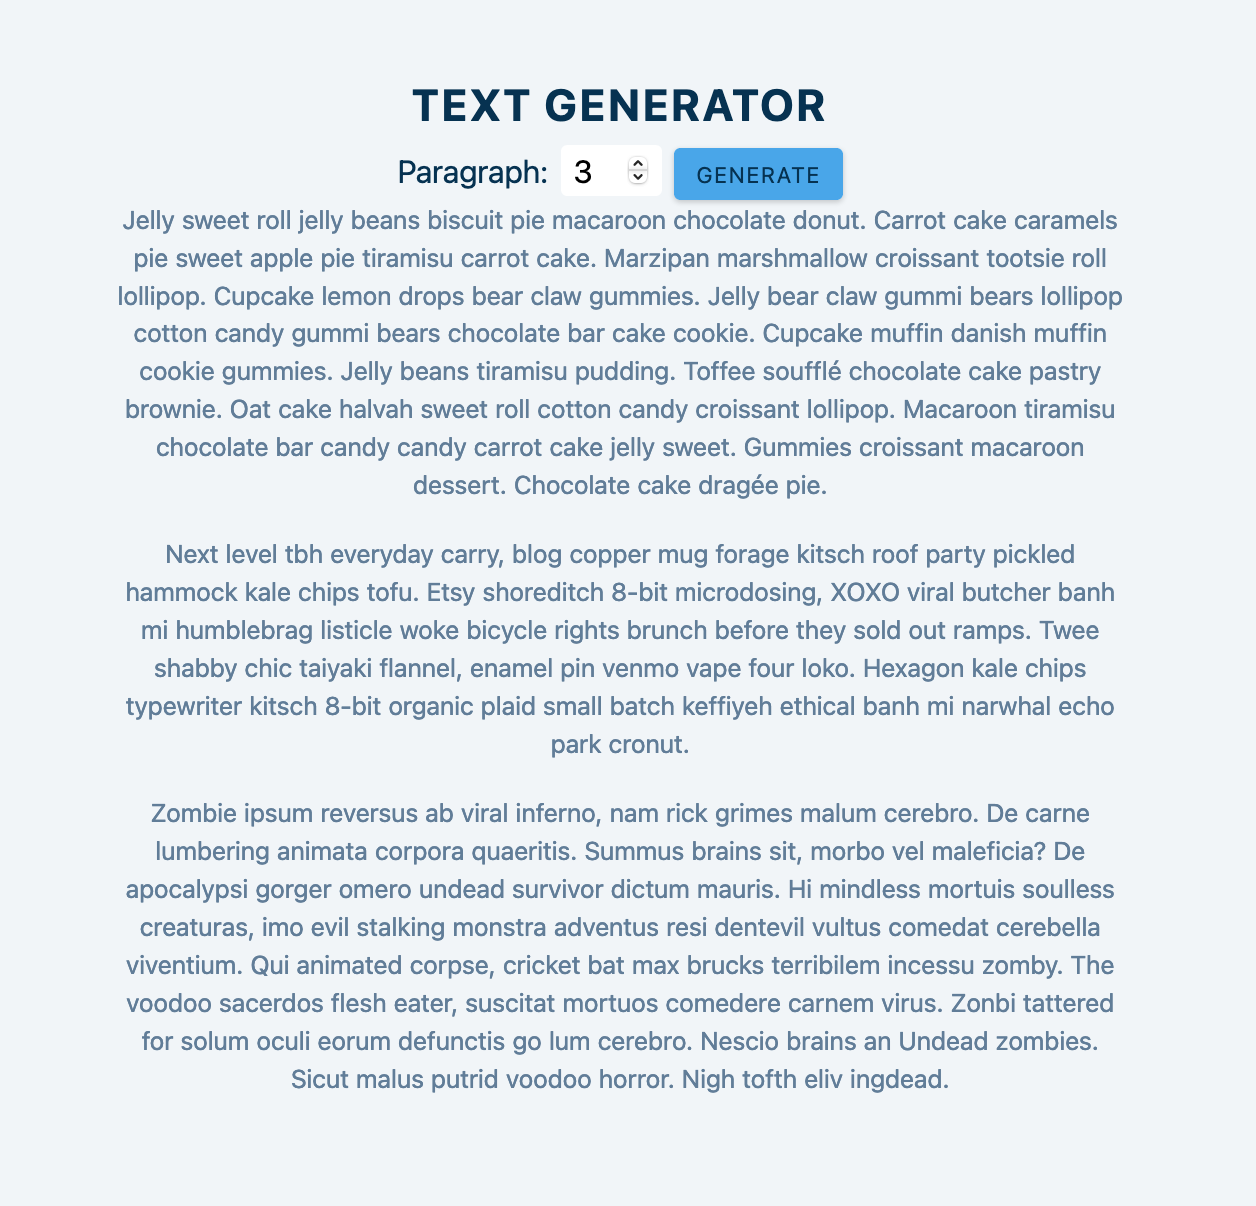 TEXT GENERATOR
Paragraph: 3 GENERATE
Jelly sweet roll jelly beans biscuit pie macaroon chocolate donut. Carrot cake caramels
pie sweet apple pie tiramisu carrot cake. Marzipan marshmallow croissant tootsie roll
lollipop. Cupcake lemon drops bear claw gummies. Jelly bear claw gummi bears lollipop
cotton candy gummi bears chocolate bar cake cookie. Cupcake muffin danish muffin
cookie gummies. Jelly beans tiramisu pudding. Toffee soufflé chocolate cake pastry
brownie. Oat cake halvah sweet roll cotton candy croissant lollipop. Macaroon tiramisu
chocolate bar candy candy carrot cake jelly sweet. Gummies croissant macaroon
dessert. Chocolate cake dragée pie.
Next level tbh everyday carry, blog copper mug forage kitsch roof party pickled
hammock kale chips tofu. Etsy shoreditch 8-bit microdosing, XOXO viral butcher banh
mi humblebrag listicle woke bicycle rights brunch before they sold out ramps. Twee
shabby chic taiyaki flannel, enamel pin venmo vape four loko. Hexagon kale chips
typewriter kitsch 8-bit organic plaid small batch keffiyeh ethical banh mi narwhal echo
park cronut.
Zombie ipsum reversus ab viral inferno, nam rick grimes malum cerebro. De carne
lumbering animata corpora quaeritis. Summus brains sit, morbo vel maleficia? De
apocalypsi gorger omero undead survivor dictum mauris. Hi mindless mortuis soulless
creaturas, imo evil stalking monstra adventus resi dentevil vultus comedat cerebella
viventium. Qui animated corpse, cricket bat max brucks terribilem incessu zomby. The
voodoo sacerdos flesh eater, suscitat mortuos comedere carnem virus. Zonbi tattered
for solum oculi eorum defunctis go lum cerebro. Nescio brains an Undead zombies.
Sicut malus putrid voodoo horror. Nigh tofth eliv ingdead.